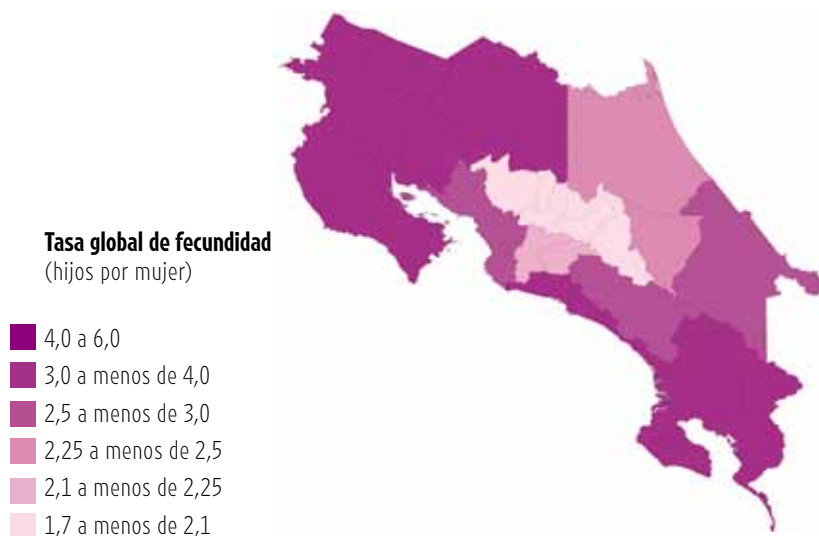 Tasa global de fecundidad
(hijos por mujer)
4,0 a 6,0
3,0 a menos de 4,0
2,5 a menos de 3,0
2,25 a menos de 2,5
2,1 a menos de 2,25
1,7 a menos de 2,1